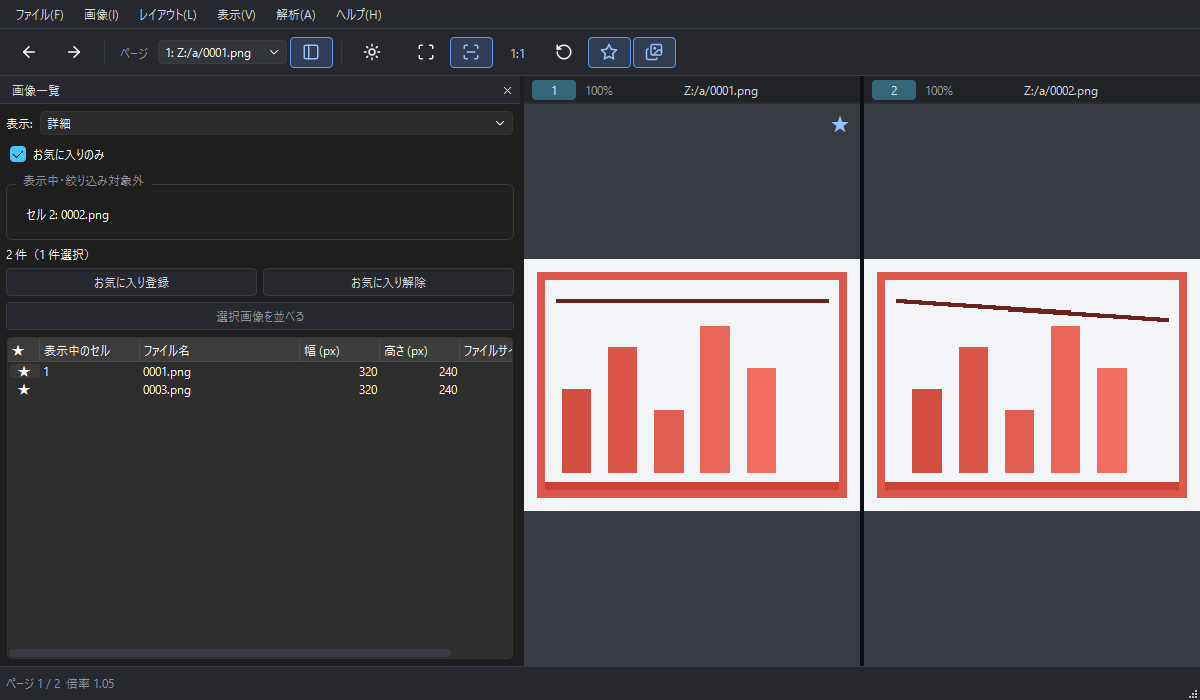 ファイル(F) 画像(I) レイアウト(L) 表示(V) 解析(A) ヘルプ(H)
ページ 1: Z:/a/0001.png 1:1
画像一覧
1 100% Z:/a/0001.png
2 100% Z:/a/0002.png
表示: 詳細
お気に入りのみ
表示中・絞り込み対象外
セル 2: 0002.png
2 件（1 件選択）
お気に入り登録 お気に入り解除
選択画像を並べる
★ 表示中のセル ファイル名 幅 (px) 高さ (px) ファイルサイ
★ 1 0001.png 320 240
★ 0003.png 320 240
ページ 1 / 2 倍率 1.05